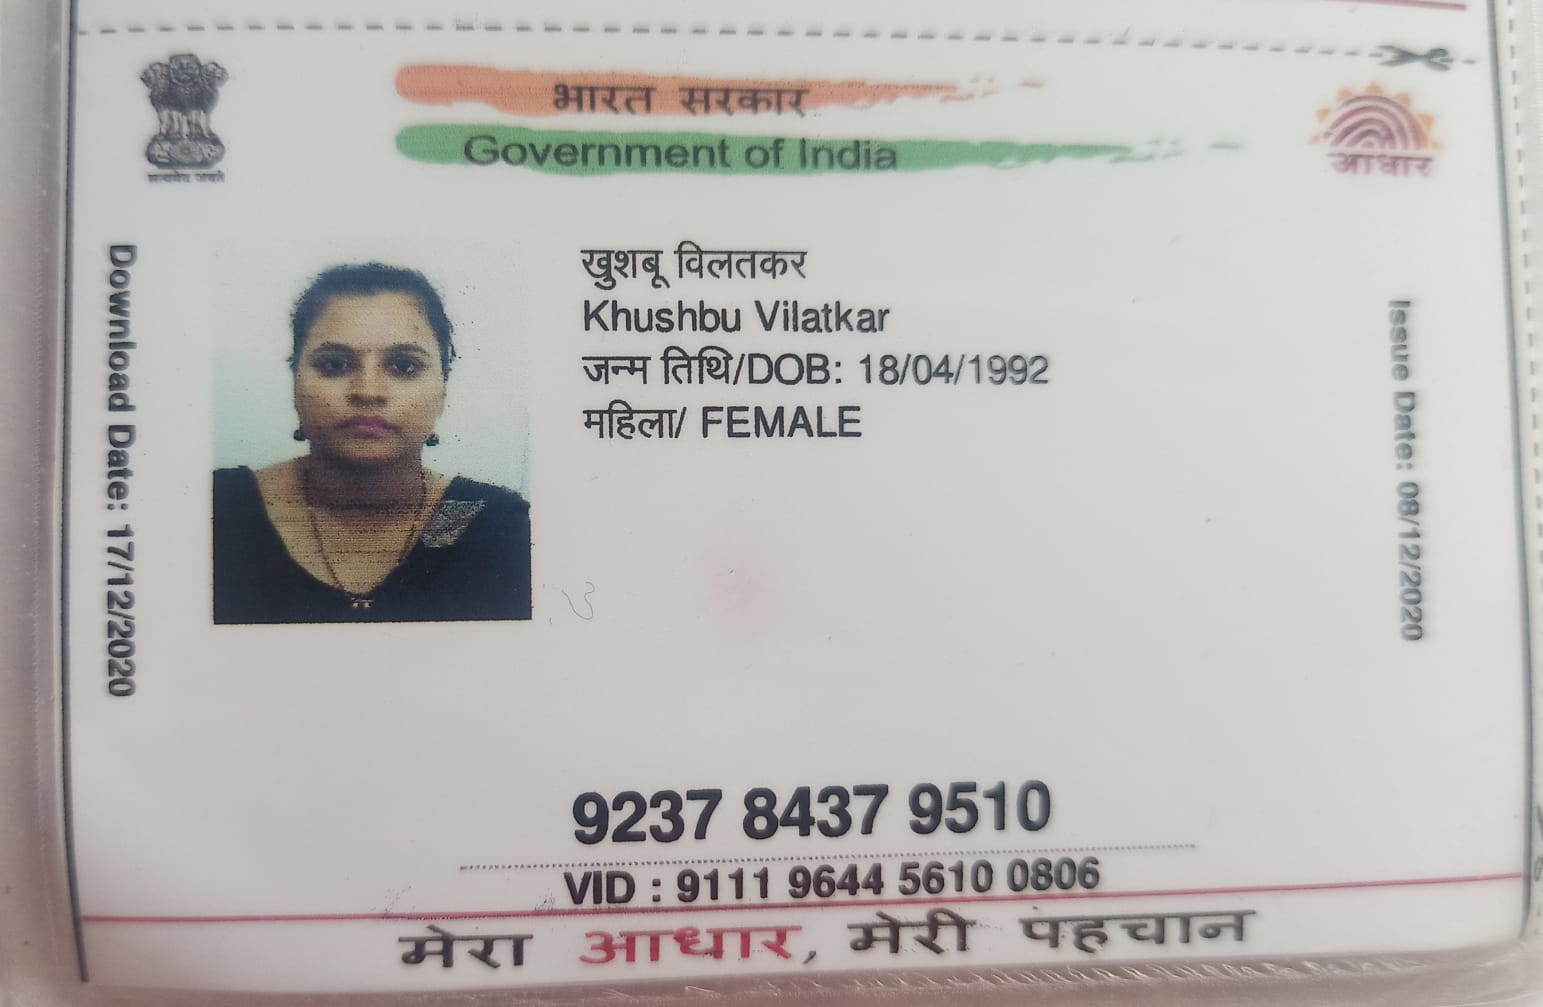 भारत सरकार
Government of India
सत्यमेव जयते
आधार
Download Date: 17/12/2020
खुशबू विलतकर
Khushbu Vilatkar
जन्म तिथि/DOB: 18/04/1992
महिला/ FEMALE
Issue Date: 08/12/2020
9237 8437 9510
VID : 9111 9644 5610 0806
मेरा आधार, मेरी पहचान